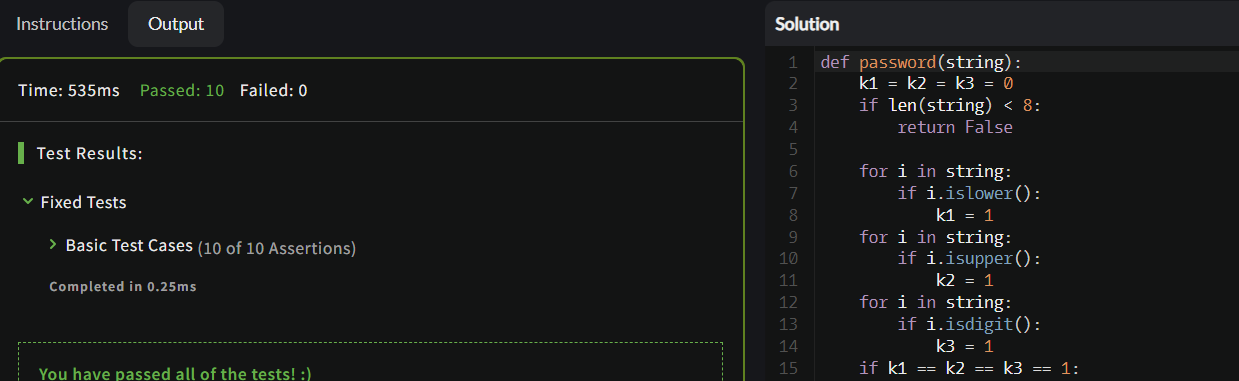 Instructions Output
Time: 535ms Passed: 10 Failed: 0
Test Results:
Fixed Tests
Basic Test Cases (10 of 10 Assertions)
Completed in 0.25ms
You have passed all of the tests! :)
Solution
1 def password(string):
2     k1 = k2 = k3 = 0
3     if len(string) < 8:
4         return False
5
6     for i in string:
7         if i.islower():
8             k1 = 1
9     for i in string:
10         if i.isupper():
11             k2 = 1
12     for i in string:
13         if i.isdigit():
14             k3 = 1
15     if k1 == k2 == k3 == 1: